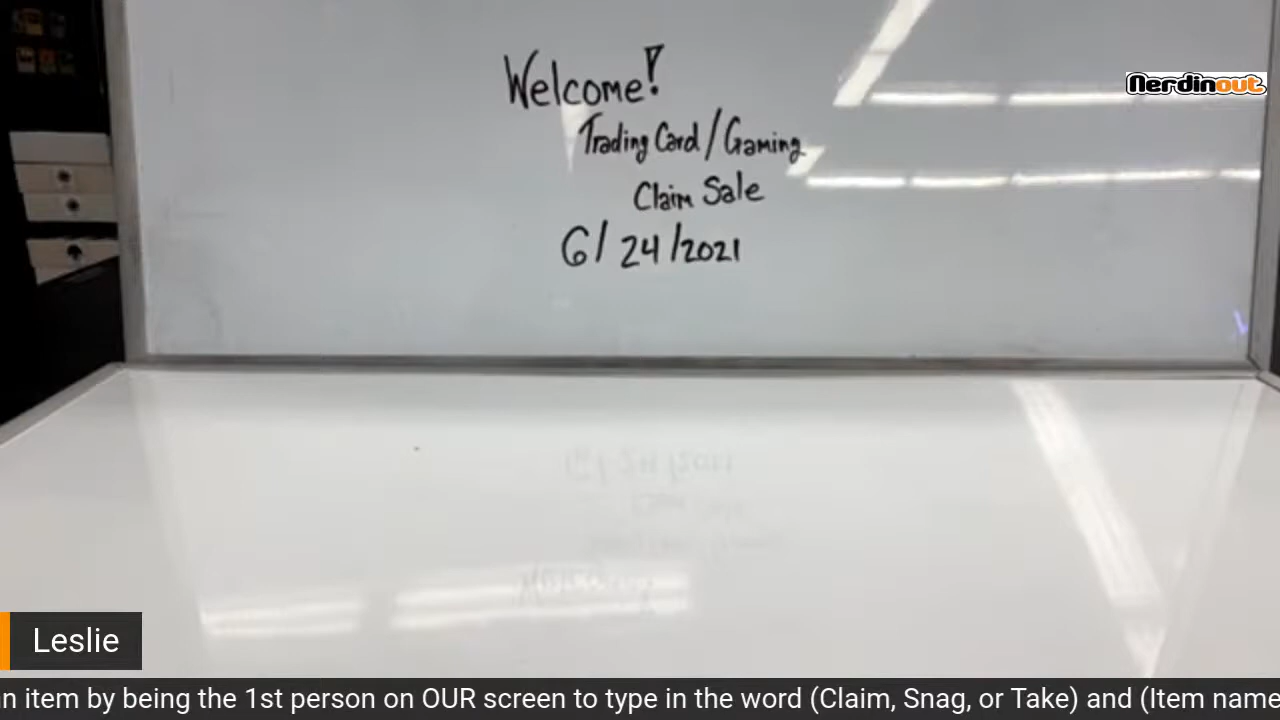 Welcome!
Nerdinout
Trading Card / Gaming
Claim Sale
6/24/2021
Leslie
n item by being the 1st person on OUR screen to type in the word (Claim, Snag, or Take) and (Item name